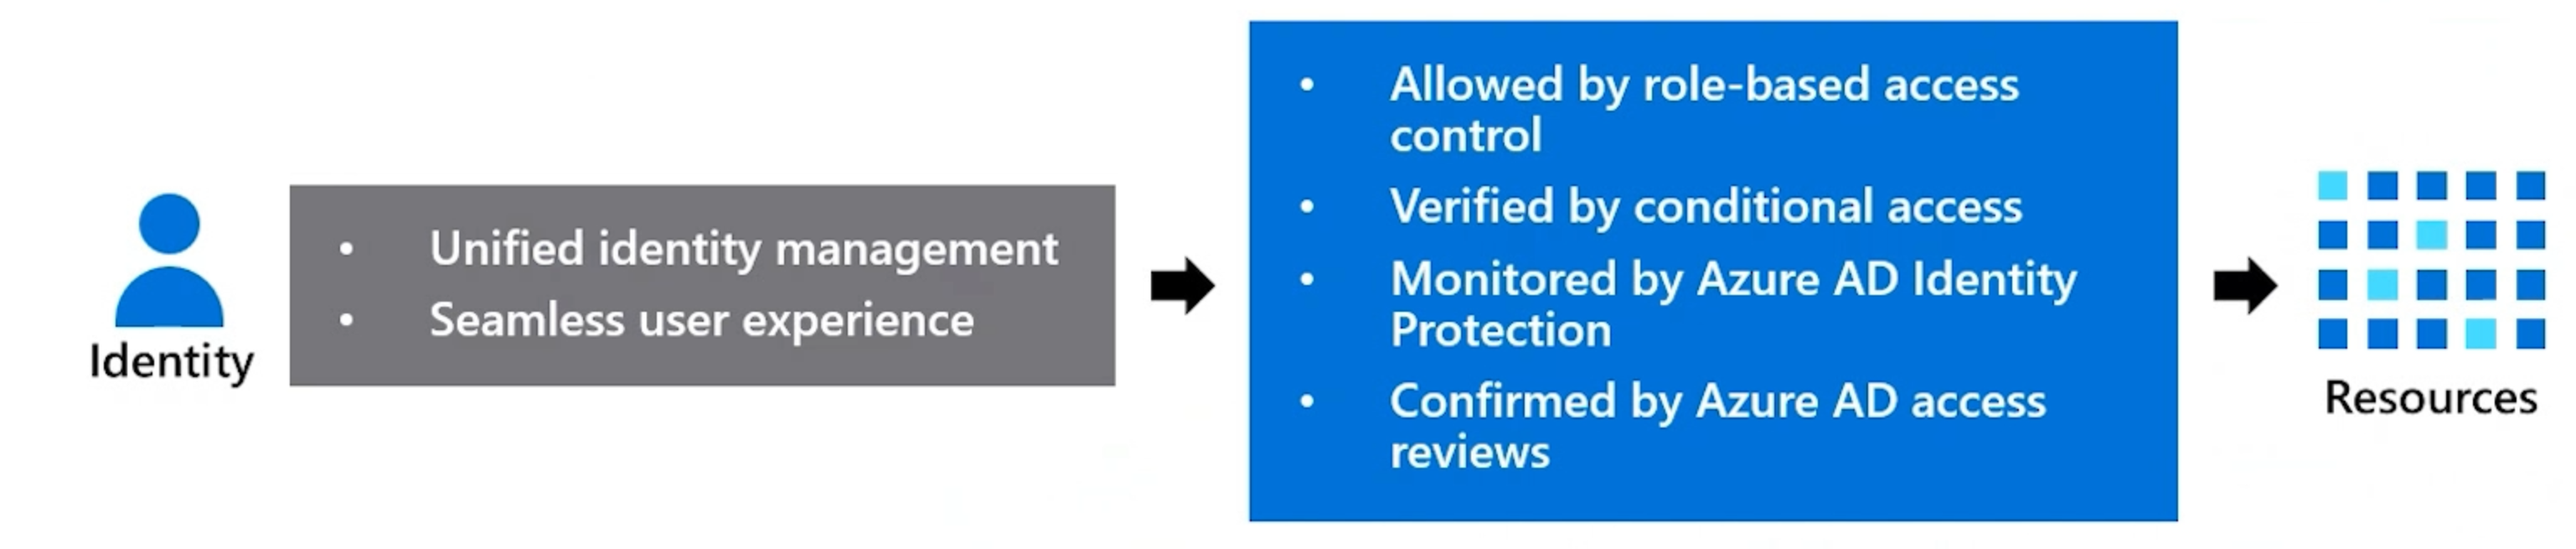 Identity
• Unified identity management
• Seamless user experience
• Allowed by role-based access
control
• Verified by conditional access
• Monitored by Azure AD Identity
Protection
• Confirmed by Azure AD access
reviews
Resources